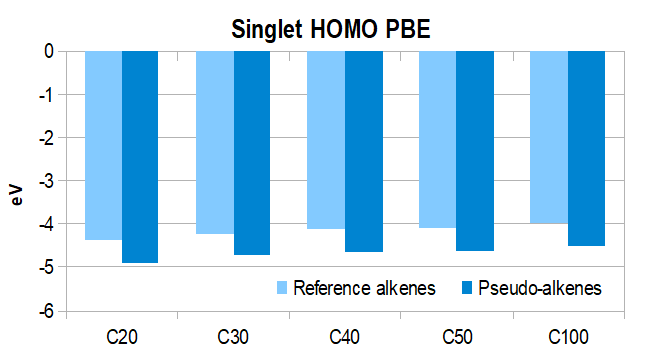 Singlet HOMO PBE
0
-1
-2
-3
-4
-5
-6
eV
Reference alkenes
Pseudo-alkenes
C20 C30 C40 C50 C100